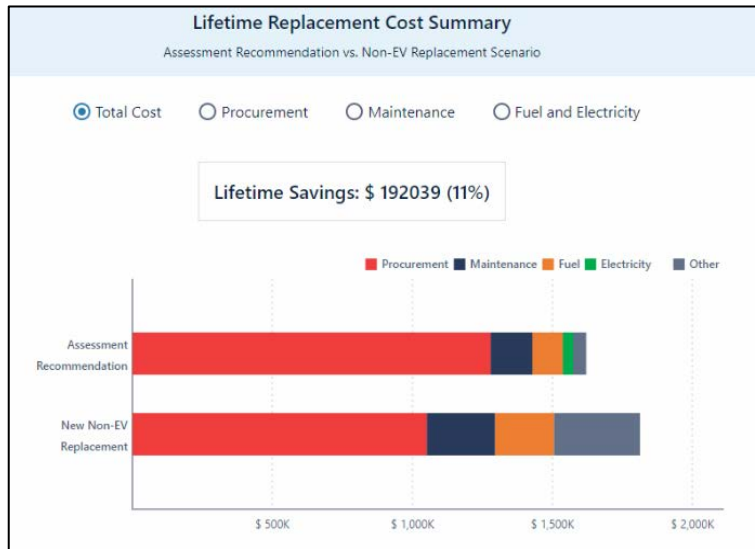 Lifetime Replacement Cost Summary
Assessment Recommendation vs. Non-EV Replacement Scenario
Total Cost Procurement Maintenance Fuel and Electricity
Lifetime Savings: $ 192039 (11%)
Procurement Maintenance Fuel Electricity Other
Assessment
Recommendation
New Non-EV
Replacement
$ 500K $ 1,000K $ 1,500K $ 2,000K